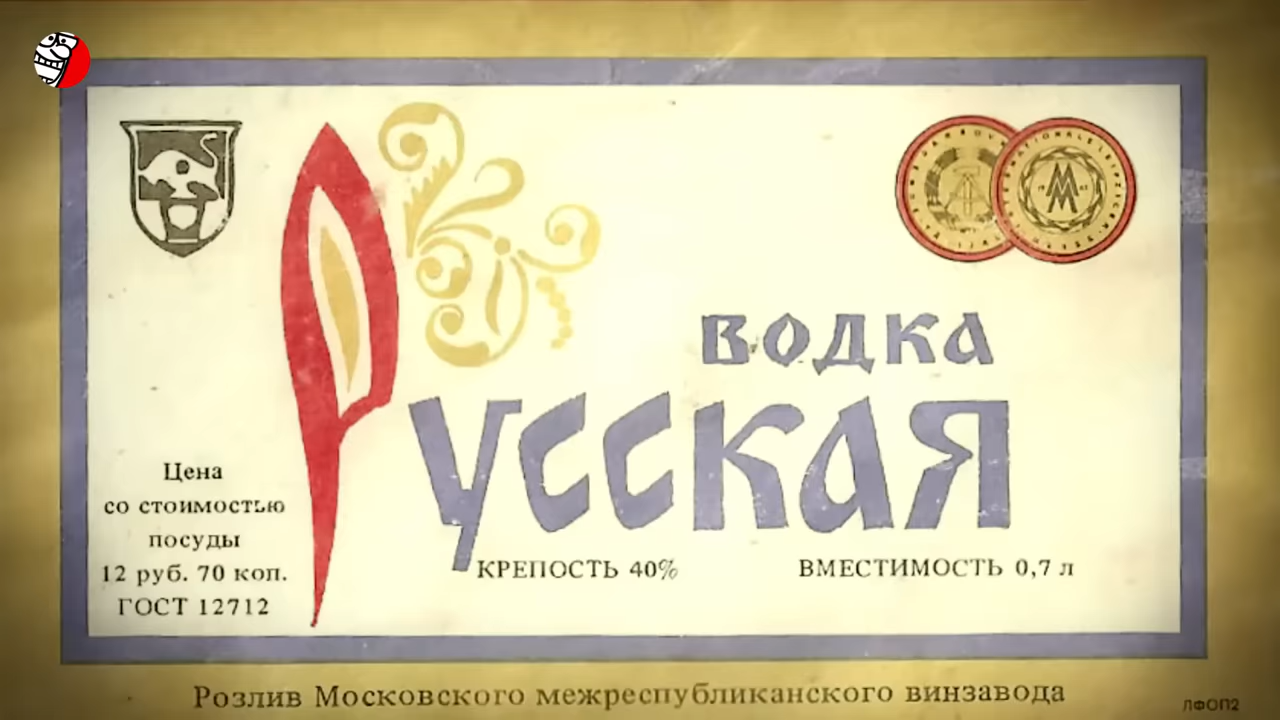 водка
Русская
Цена
со стоимостью
посуды
12 руб. 70 коп.
ГОСТ 12712
КРЕПОСТЬ 40% ВМЕСТИМОСТЬ 0,7 л
Розлив Московского межреспубликанского винзавода
ЛФОП2